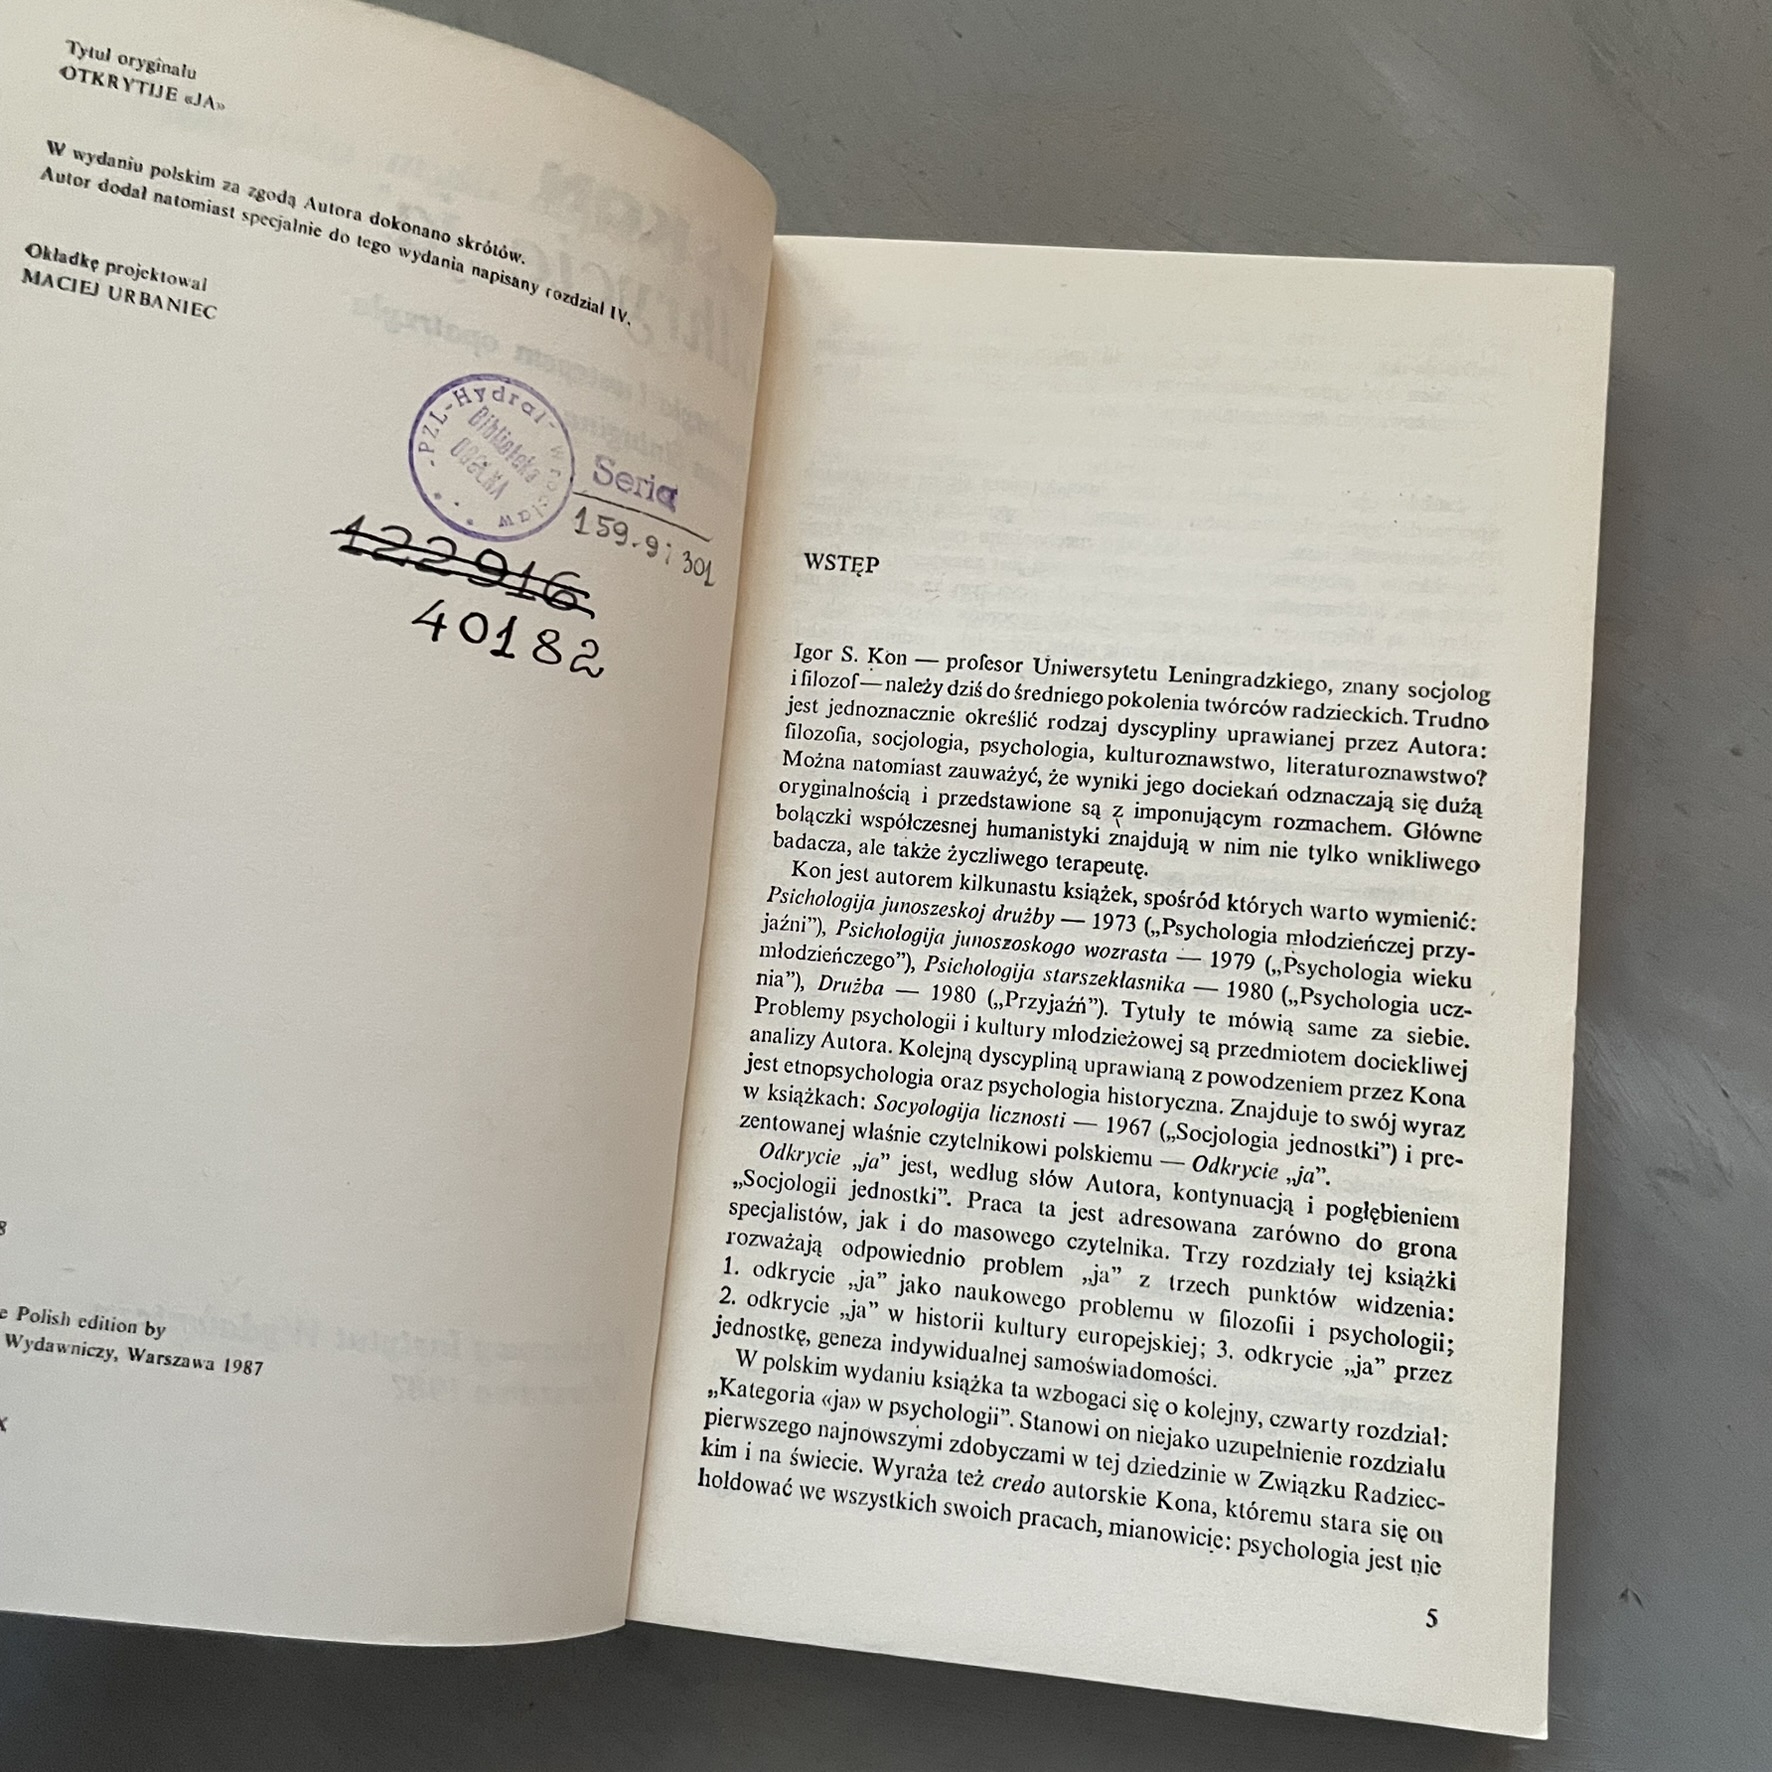 Tytuł oryginału
OTKRYTIJE «JA»
W wydaniu polskim za zgodą Autora dokonano skrótów.
Autor dodał natomiast specjalnie do tego wydania napisany rozdział IV.
Okładkę projektował
MACIEJ URBANIEC
PZL-Hydral- Wrocław
Biblioteka
OGÓLNA
Seria
159.9; 301
122916
40182
8
e Polish edition by
Wydawniczy, Warszawa 1987
X
WSTĘP
Igor S. Kon — profesor Uniwersytetu Leningradzkiego, znany socjolog
i filozof — należy dziś do średniego pokolenia twórców radzieckich. Trudno
jest jednoznacznie określić rodzaj dyscypliny uprawianej przez Autora:
filozofia, socjologia, psychologia, kulturoznawstwo, literaturoznawstwo?
Można natomiast zauważyć, że wyniki jego dociekań odznaczają się dużą
oryginalnością i przedstawione są z imponującym rozmachem. Główne
bolączki współczesnej humanistyki znajdują w nim nie tylko wnikliwego
badacza, ale także życzliwego terapeutę.
Kon jest autorem kilkunastu książek, spośród których warto wymienić:
Psichologija junoszeskoj drużby — 1973 („Psychologia młodzieńczej przy-
jaźni”), Psichologija junoszoskogo wozrasta — 1979 („Psychologia wieku
młodzieńczego”), Psichologija starszekłasnika — 1980 („Psychologia ucz-
nia”), Drużba — 1980 („Przyjaźń”). Tytuły te mówią same za siebie.
Problemy psychologii i kultury młodzieżowej są przedmiotem dociekliwej
analizy Autora. Kolejną dyscypliną uprawianą z powodzeniem przez Kona
jest etnopsychologia oraz psychologia historyczna. Znajduje to swój wyraz
w książkach: Socyologija licznosti — 1967 („Socjologia jednostki”) i pre-
zentowanej właśnie czytelnikowi polskiemu — Odkrycie „ja”.
Odkrycie „ja” jest, według słów Autora, kontynuacją i pogłębieniem
„Socjologii jednostki”. Praca ta jest adresowana zarówno do grona
specjalistów, jak i do masowego czytelnika. Trzy rozdziały tej książki
rozważają odpowiednio problem „ja” z trzech punktów widzenia:
1. odkrycie „ja” jako naukowego problemu w filozofii i psychologii;
2. odkrycie „ja” w historii kultury europejskiej; 3. odkrycie „ja” przez
jednostkę, geneza indywidualnej samoświadomości.
W polskim wydaniu książka ta wzbogaci się o kolejny, czwarty rozdział:
„Kategoria «ja» w psychologii”. Stanowi on niejako uzupełnienie rozdziału
pierwszego najnowszymi zdobyczami w tej dziedzinie w Związku Radziec-
kim i na świecie. Wyraża też credo autorskie Kona, któremu stara się on
hołdować we wszystkich swoich pracach, mianowicie: psychologia jest nie
5